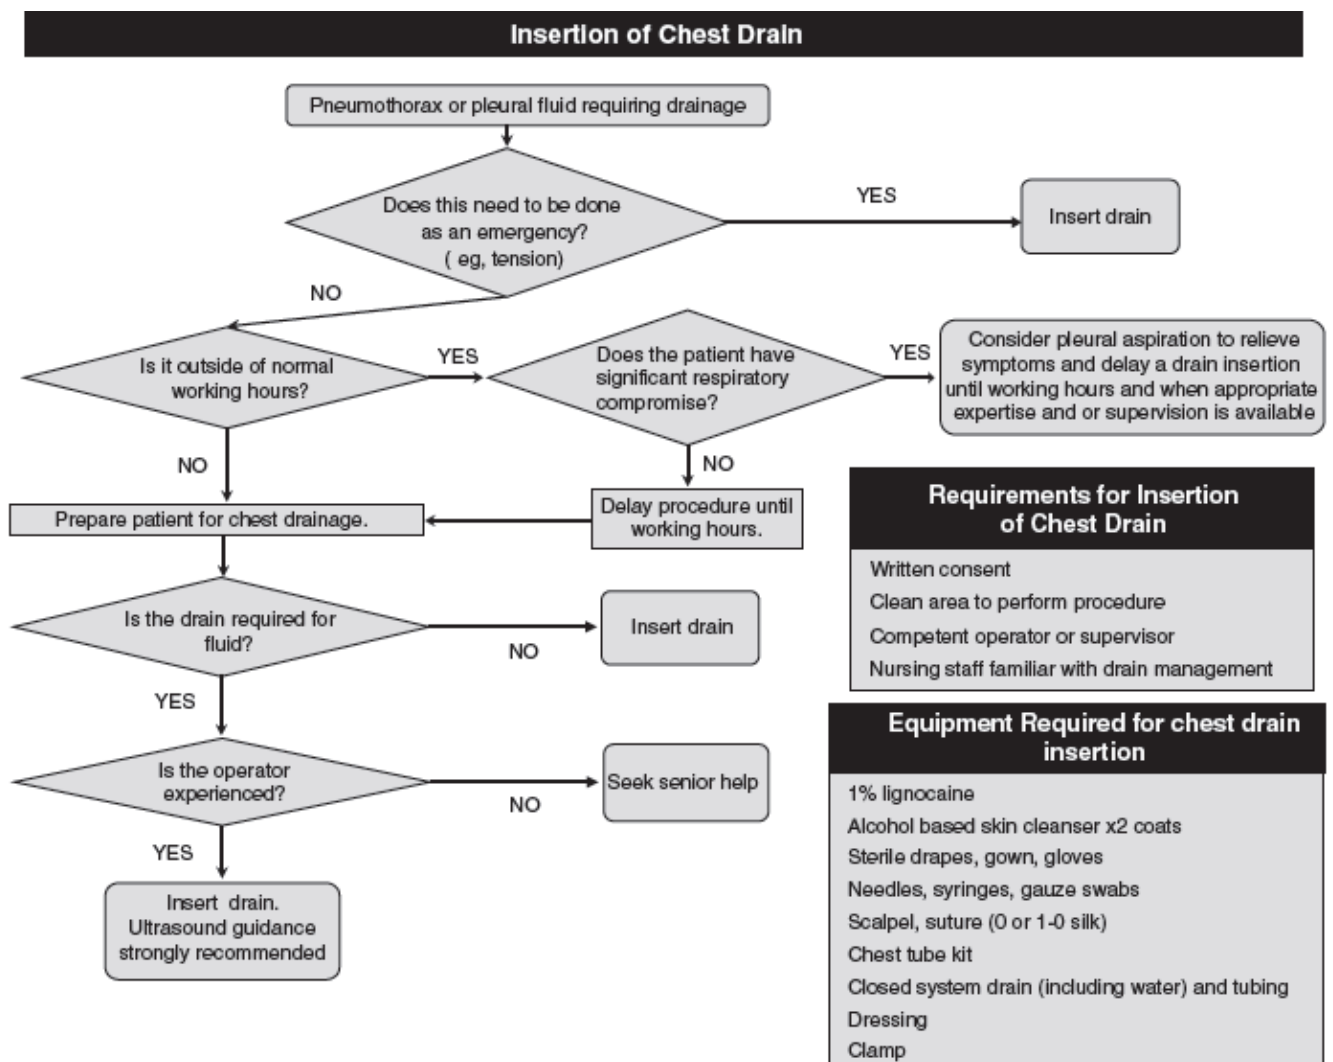 Insertion of Chest Drain
Pneumothorax or pleural fluid requiring drainage
Does this need to be done
as an emergency?
( eg, tension)
YES
Insert drain
NO
Is it outside of normal
working hours?
YES
Does the patient have
significant respiratory
compromise?
YES
Consider pleural aspiration to relieve
symptoms and delay a drain insertion
until working hours and when appropriate
expertise and or supervision is available
NO
NO
Prepare patient for chest drainage.
Delay procedure until
working hours.
Is the drain required for
fluid?
NO
Insert drain
YES
Is the operator
experienced?
NO
Seek senior help
YES
Insert drain.
Ultrasound guidance
strongly recommended
Requirements for Insertion
of Chest Drain
Written consent
Clean area to perform procedure
Competent operator or supervisor
Nursing staff familiar with drain management
Equipment Required for chest drain
insertion
1% lignocaine
Alcohol based skin cleanser x2 coats
Sterile drapes, gown, gloves
Needles, syringes, gauze swabs
Scalpel, suture (0 or 1-0 silk)
Chest tube kit
Closed system drain (including water) and tubing
Dressing
Clamp